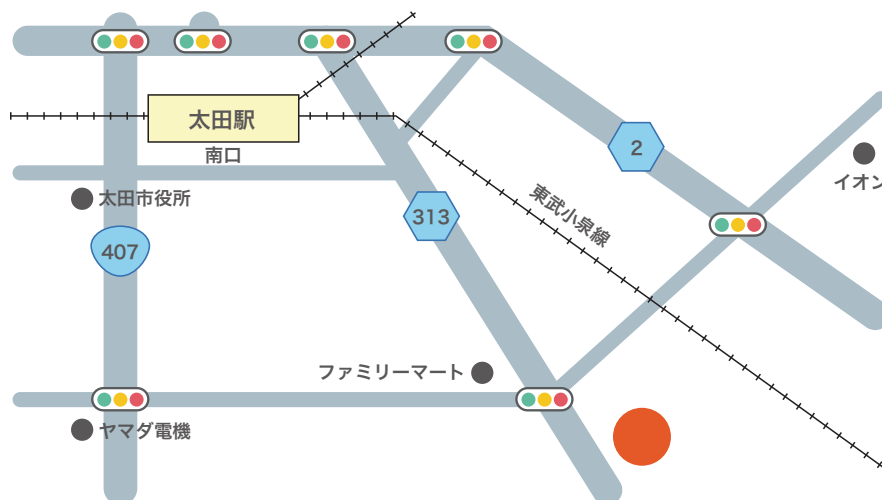 太田駅
南口
2
イオン
太田市役所
313
東武小泉線
407
ファミリーマート
ヤマダ電機